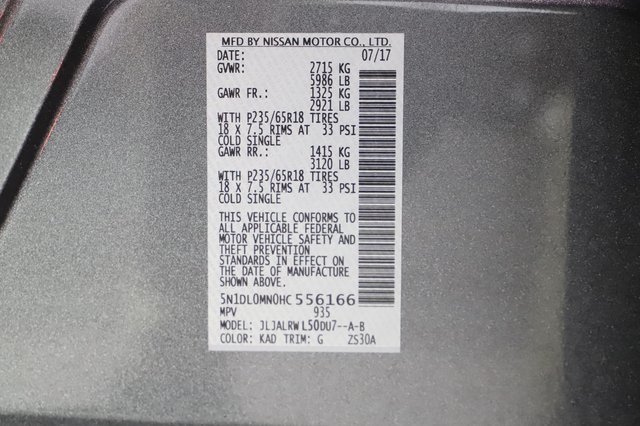 MFD BY NISSAN MOTOR CO., LTD.
DATE: 07/17
GVWR: 2715 KG
5986 LB
GAWR FR.: 1325 KG
2921 LB
WITH P235/65R18 TIRES
18 X 7.5 RIMS AT 33 PSI
COLD SINGLE
GAWR RR.: 1415 KG
3120 LB
WITH P235/65R18 TIRES
18 X 7.5 RIMS AT 33 PSI
COLD SINGLE
THIS VEHICLE CONFORMS TO
ALL APPLICABLE FEDERAL
MOTOR VEHICLE SAFETY AND
THEFT PREVENTION
STANDARDS IN EFFECT ON
THE DATE OF MANUFACTURE
SHOWN ABOVE.
5N1DL0MN0HC556166
MPV 935
MODEL: JLJALRWL50DU7--A-B
COLOR: KAD TRIM: G ZS30A